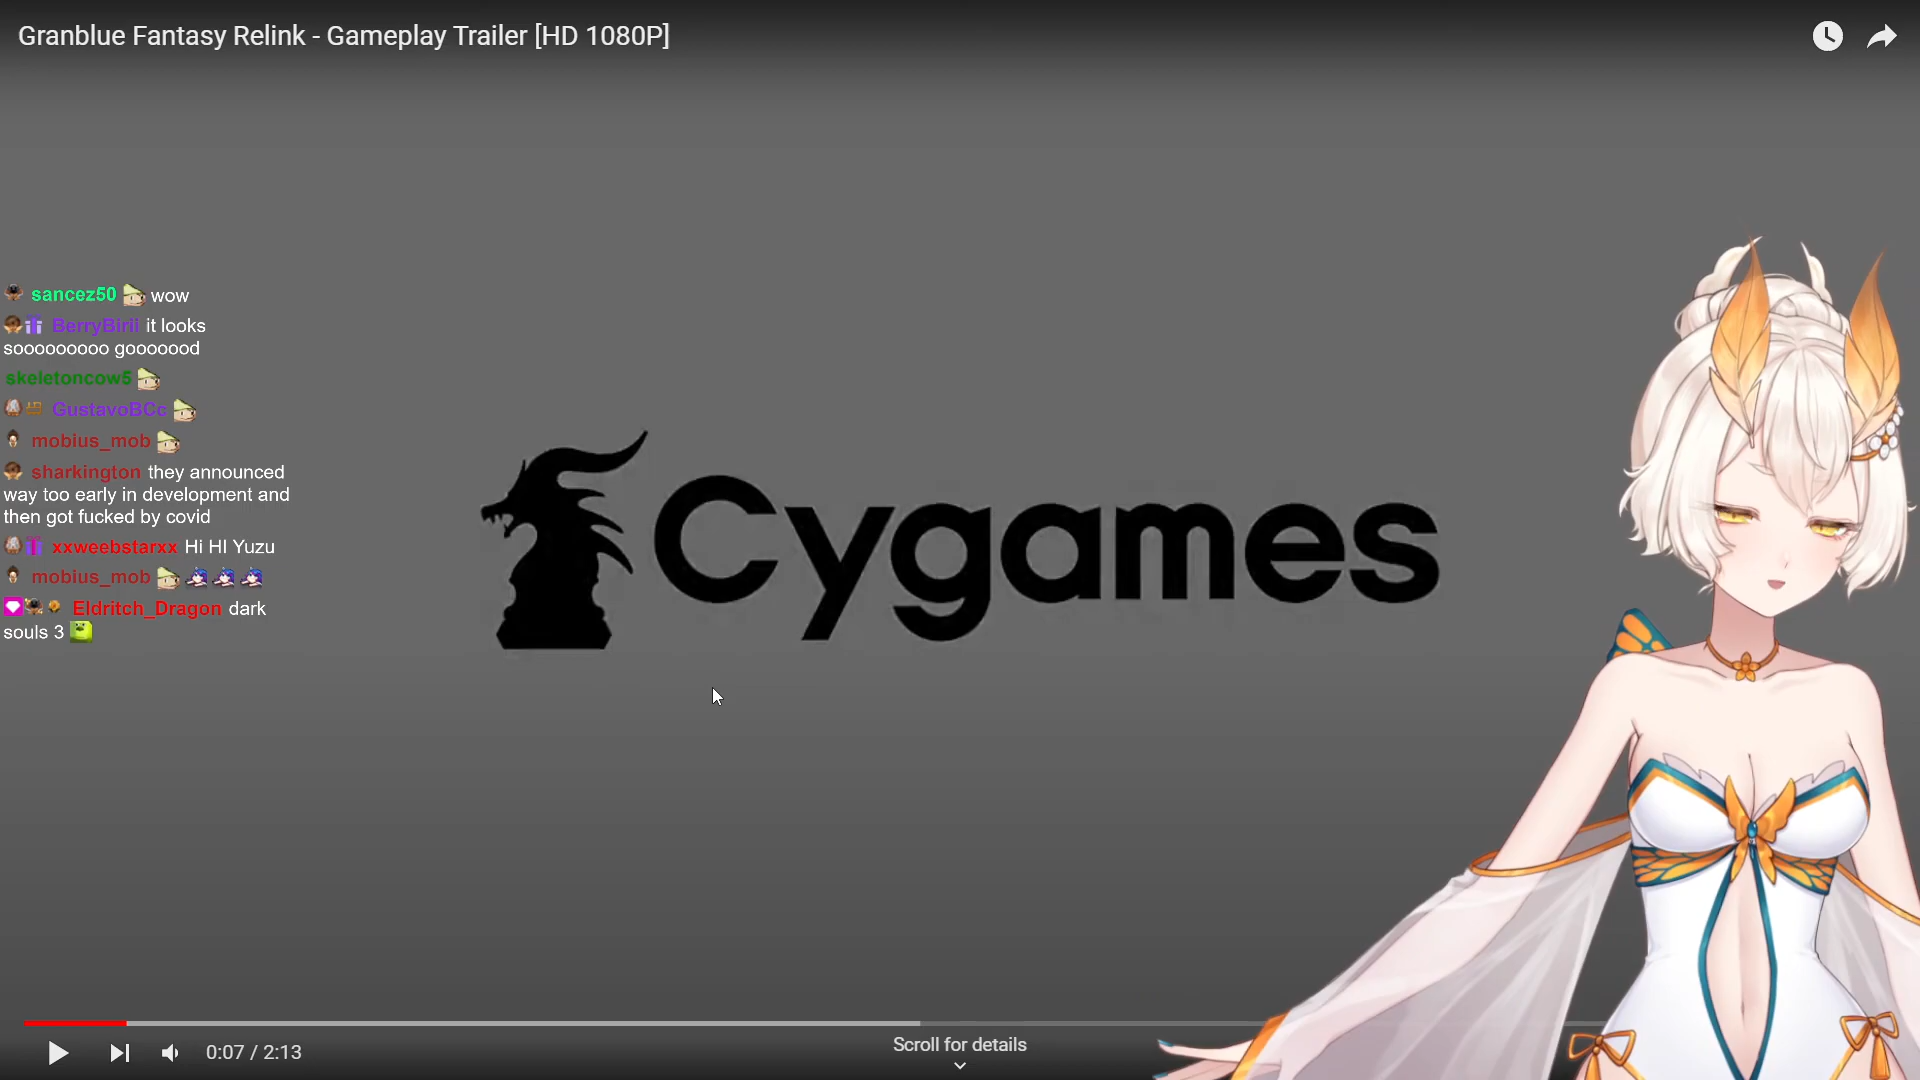 Granblue Fantasy Relink - Gameplay Trailer [HD 1080P]
sancez50 wow
BerryBirii it looks
sooooooooo gooooood
skeletoncow5
GustavoBCc
mobius_mob
sharkington they announced
way too early in development and
then got fucked by covid
xxweebstarxx Hi HI Yuzu
mobius_mob
Eldritch_Dragon dark
souls 3
Cygames
0:07 / 2:13
Scroll for details